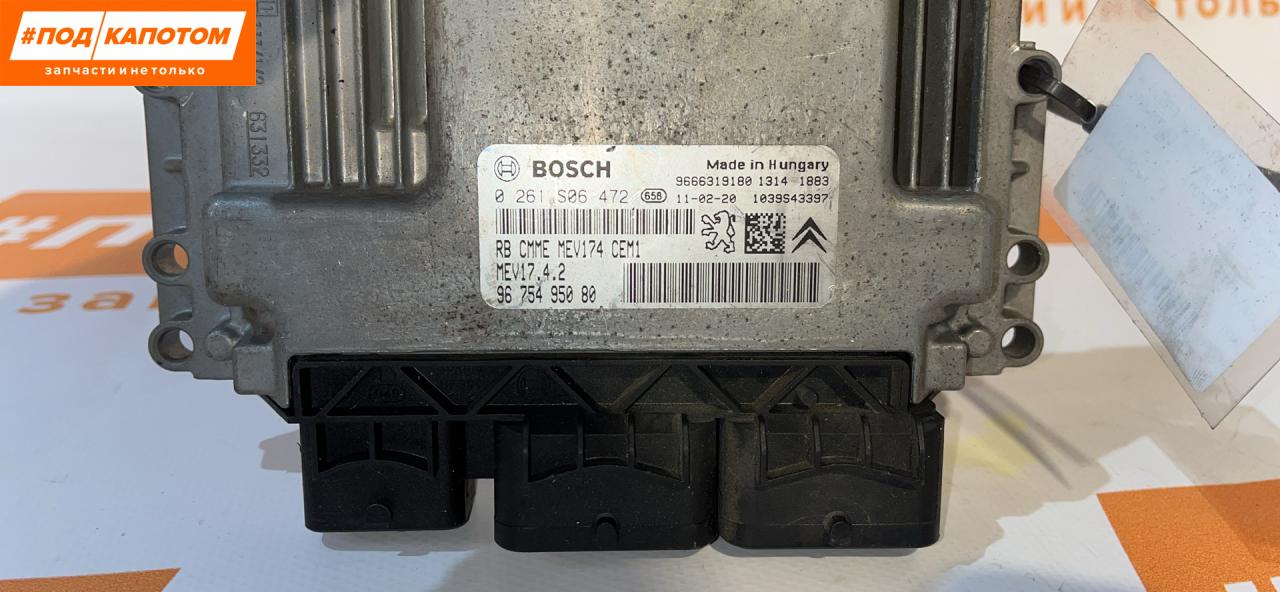 #ПОД КАПОТОМ
запчасти и не только
631332
BOSCH
Made in Hungary
9666319180 1314 1883
0 261 S06 472 65B 11-02-20 1039S43397
RB CMME MEV174 CEM1
MEV17.4.2
96 754 950 80